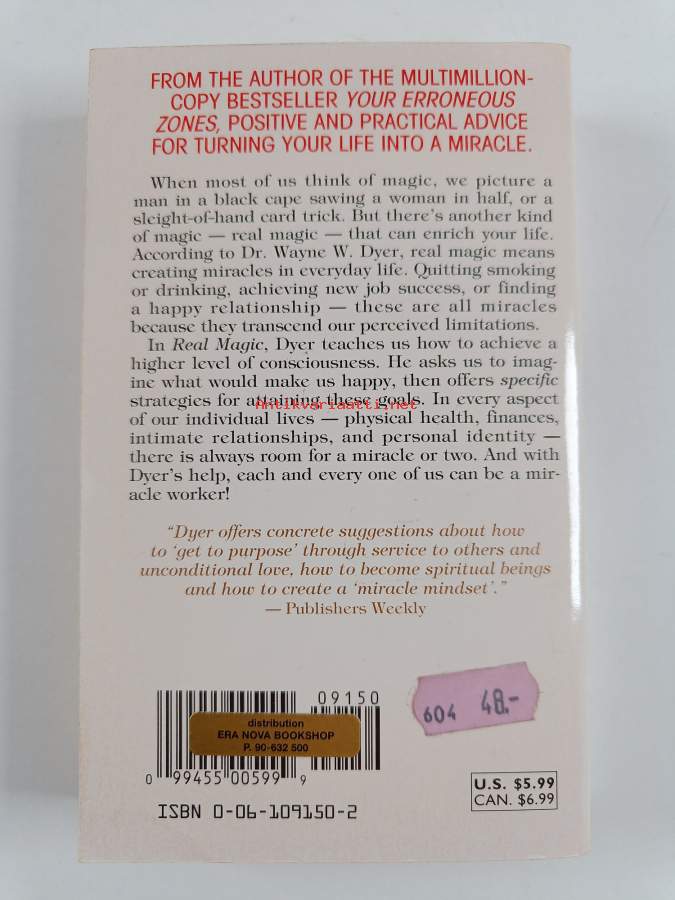 FROM THE AUTHOR OF THE MULTIMILLION-
COPY BESTSELLER YOUR ERRONEOUS
ZONES, POSITIVE AND PRACTICAL ADVICE
FOR TURNING YOUR LIFE INTO A MIRACLE.
When most of us think of magic, we picture a
man in a black cape sawing a woman in half, or a
sleight-of-hand card trick. But there's another kind
of magic — real magic — that can enrich your life.
According to Dr. Wayne W. Dyer, real magic means
creating miracles in everyday life. Quitting smoking
or drinking, achieving new job success, or finding
a happy relationship — these are all miracles
because they transcend our perceived limitations.
In Real Magic, Dyer teaches us how to achieve a
higher level of consciousness. He asks us to imag-
ine what would make us happy, then offers specific
strategies for attaining these goals. In every aspect
Antikvariaatti.net
of our individual lives — physical health, finances,
intimate relationships, and personal identity —
there is always room for a miracle or two. And with
Dyer's help, each and every one of us can be a mir-
acle worker!
"Dyer offers concrete suggestions about how
to 'get to purpose' through service to others and
unconditional love, how to become spiritual beings
and how to create a 'miracle mindset'."
— Publishers Weekly
09150
distribution
ERA NOVA BOOKSHOP
P. 90-632 500
0 99455 00599 9
ISBN 0-06-109150-2
604 48.-
U.S. $5.99
CAN. $6.99